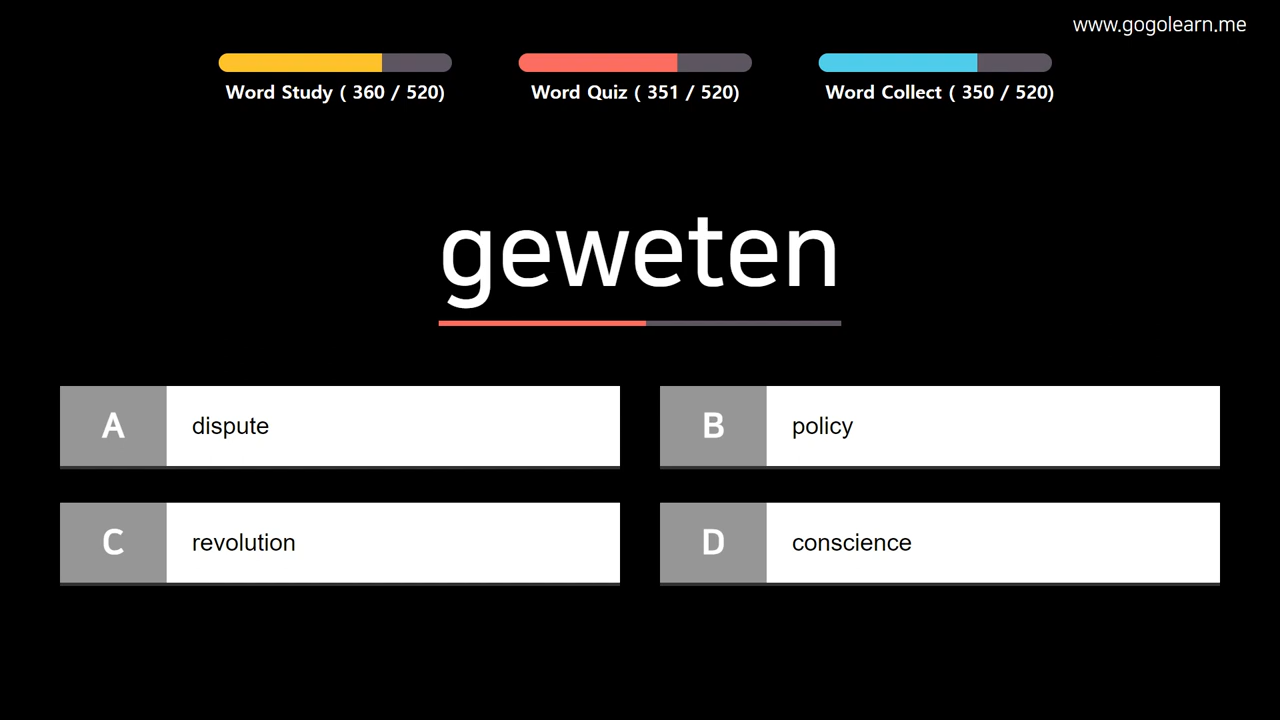 www.gogolearn.me
Word Study ( 360 / 520)
Word Quiz ( 351 / 520)
Word Collect ( 350 / 520)
geweten
A dispute
B policy
C revolution
D conscience